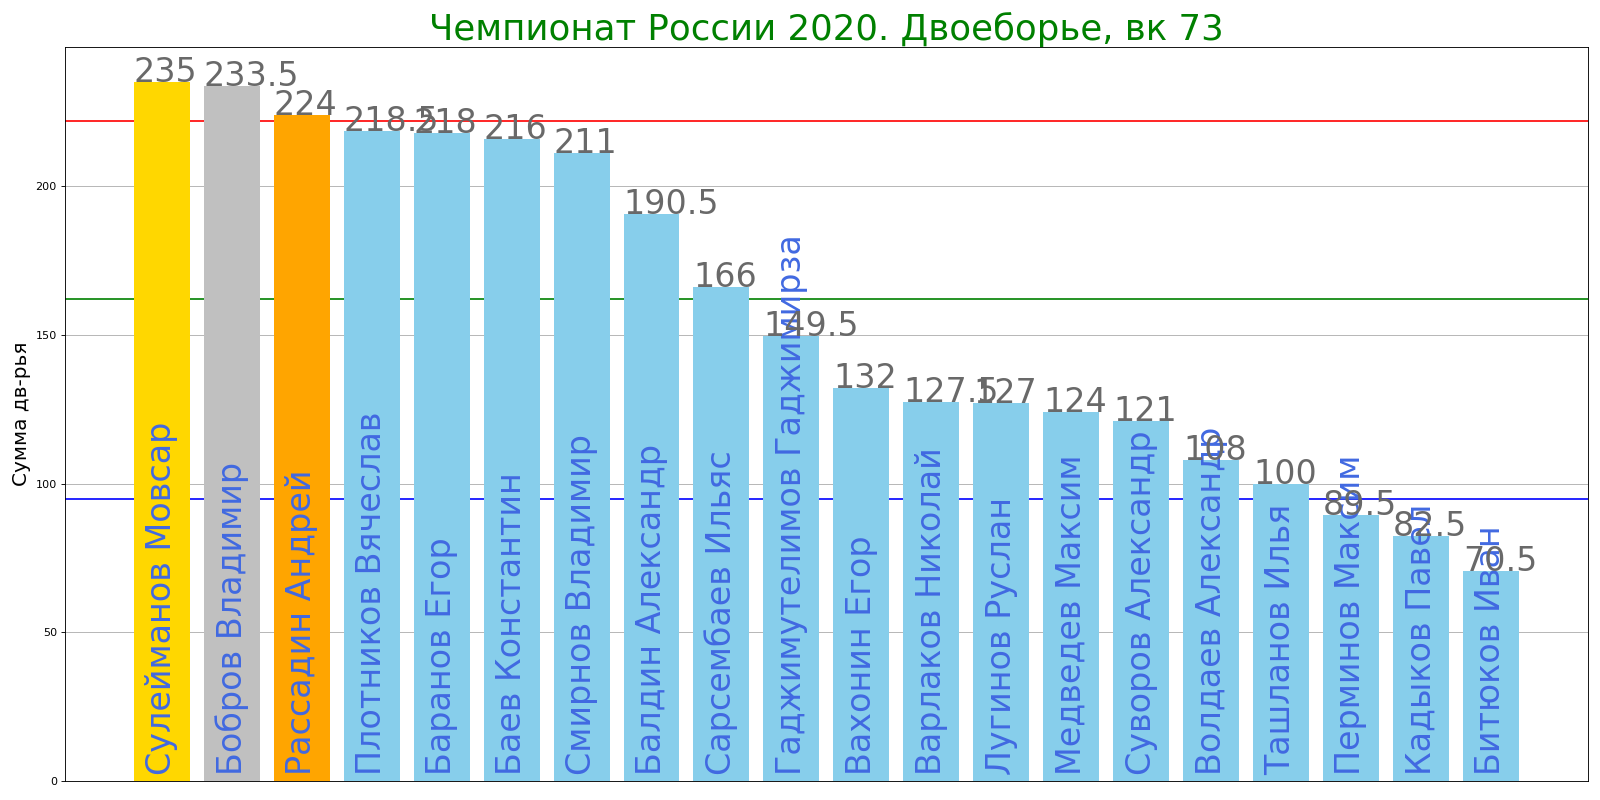 Чемпионат России 2020. Двоеборье, вк 73
Сумма дв-рья
200
150
100
50
0
235
233.5
224
218.5
218
216
211
190.5
166
149.5
132
127.5
127
124
121
108
100
89.5
82.5
70.5
Сулейманов Мовсар
Бобров Владимир
Рассадин Андрей
Плотников Вячеслав
Баранов Егор
Баев Константин
Смирнов Владимир
Балдин Александр
Сарсембаев Ильяс
Гаджимутелимов Гаджимирза
Вахонин Егор
Варлаков Николай
Лугинов Руслан
Медведев Максим
Суворов Александр
Волдаев Александр
Ташланов Илья
Перминов Максим
Кадыков Павел
Битюков Иван